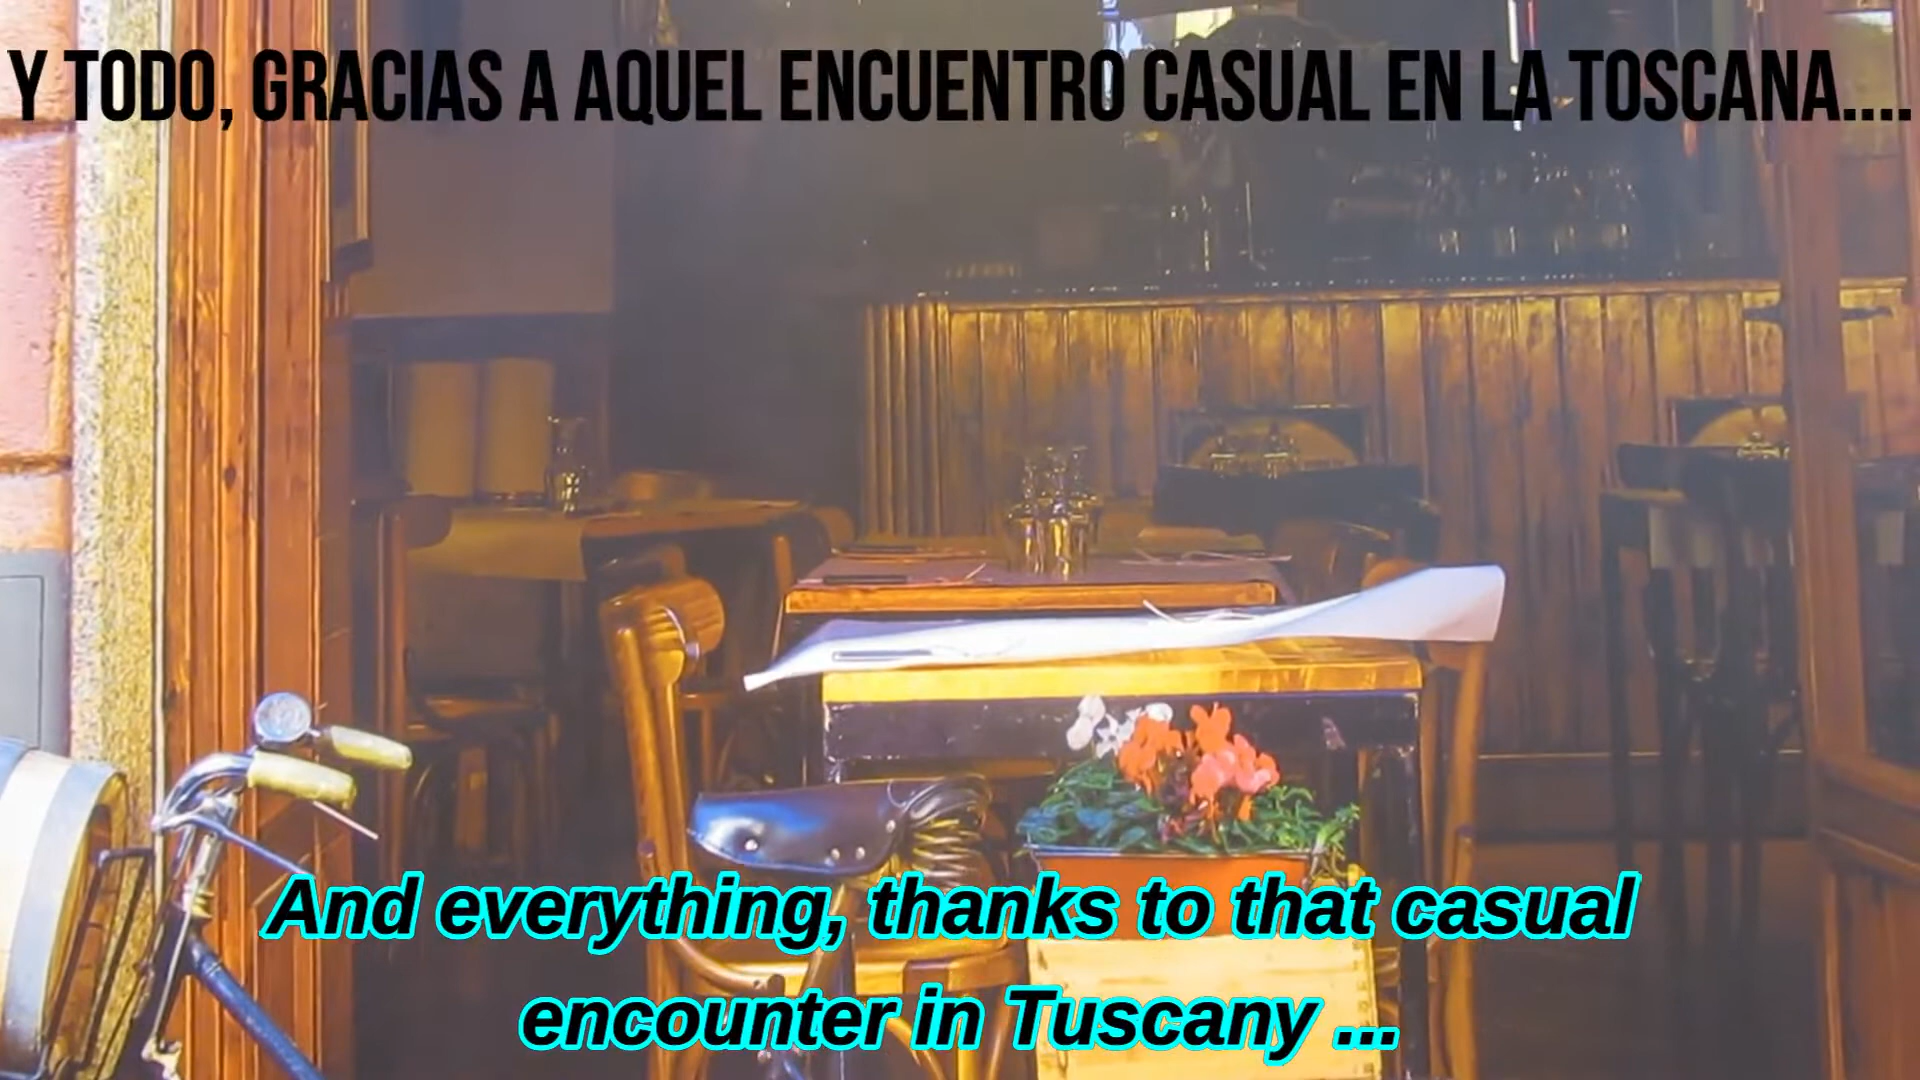 Y TODO, GRACIAS A AQUEL ENCUENTRO CASUAL EN LA TOSCANA....
And everything, thanks to that casual
encounter in Tuscany ...